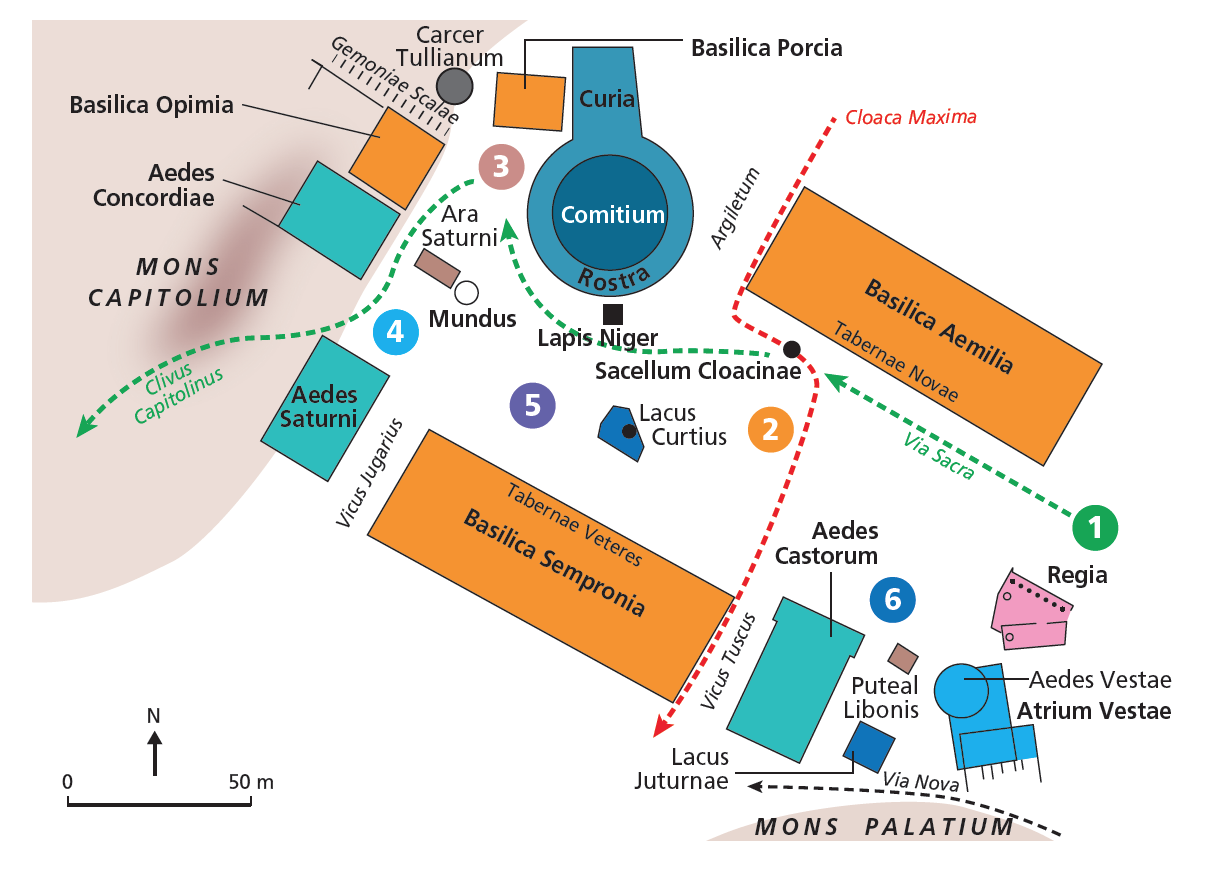 Carcer
Tullianum
Gemoniae Scalae
Basilica Porcia
Basilica Opimia
Curia
Cloaca Maxima
Aedes
Concordiae
3
Argiletum
Ara
Saturni
Comitium
MONS
CAPITOLIUM
Rostra
Basilica Aemilia
Tabernae Novae
4
Mundus
Lapis Niger
Sacellum Cloacinae
Clivus
Capitolinus
Aedes
Saturni
5
Lacus
Curtius
2
Via Sacra
Vicus Jugarius
Tabernae Veteres
Basilica Sempronia
1
Aedes
Castorum
Regia
6
Vicus Tuscus
Puteal
Libonis
Aedes Vestae
Atrium Vestae
N
0 50 m
Lacus
Juturnae
Via Nova
MONS PALATIUM